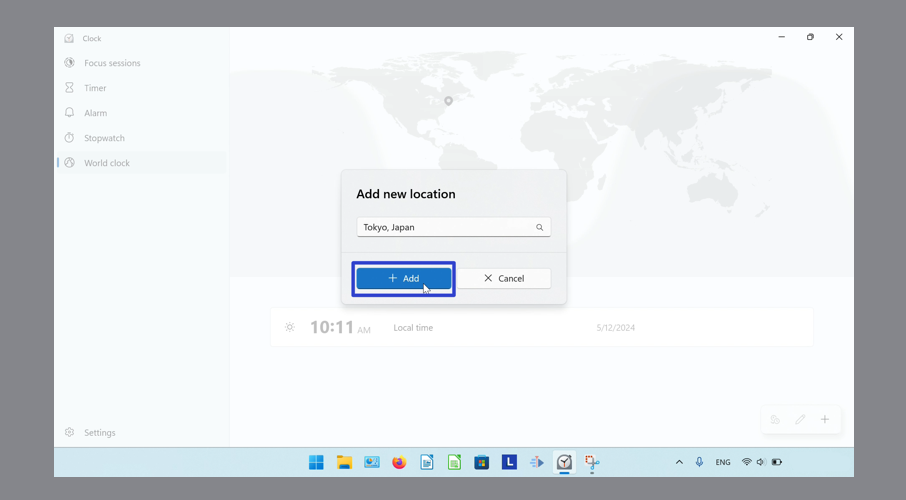 Clock
Focus sessions
Timer
Alarm
Stopwatch
World clock
Add new location
Tokyo, Japan
Add
Cancel
10:11 AM
Local time
5/12/2024
Settings
L
ENG